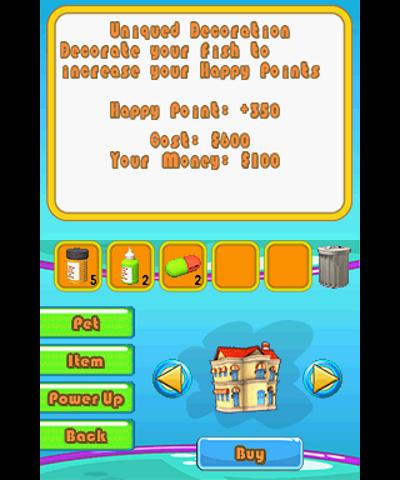 Uniqued Decoration
Decorate your fish to
increase your Happy Points
Happy Point: +350
Cost: $600
Your Money: $100
5
2
2
Pet
Item
Power Up
Back
Buy